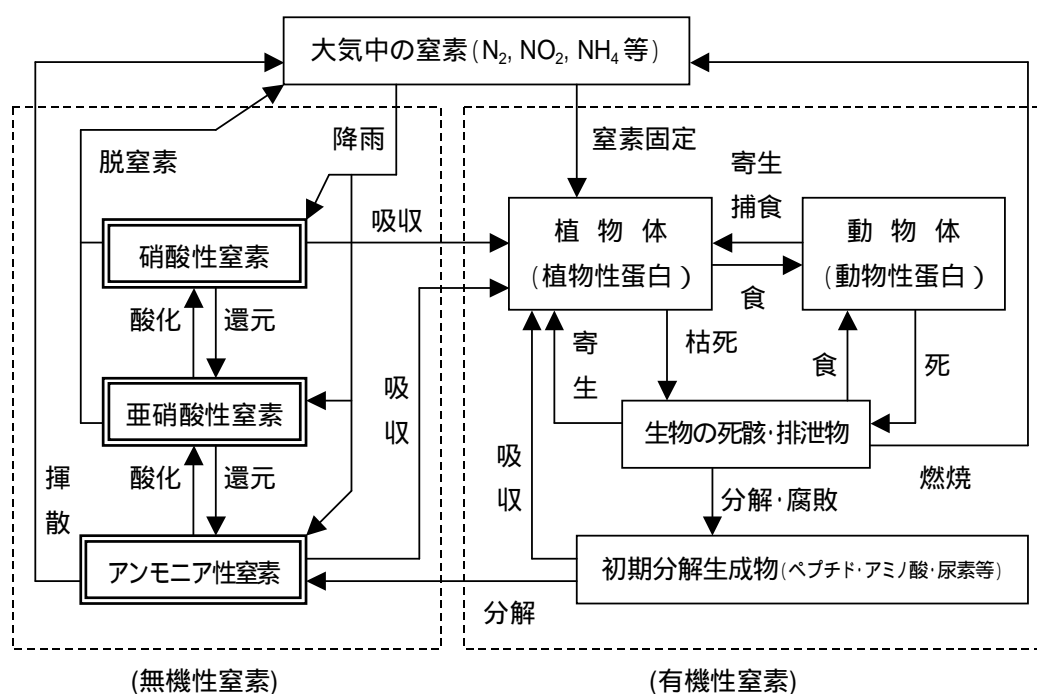 大気中の窒素(N₂, NO₂, NH₄等)
脱窒素
降雨
窒素固定
寄生
捕食
吸収
硝酸性窒素
植物体
(植物性蛋白)
動物体
(動物性蛋白)
食
酸化
還元
枯死
寄生
食
死
吸収
亜硝酸性窒素
生物の死骸・排泄物
燃焼
揮散
酸化
還元
吸収
分解・腐敗
アンモニア性窒素
初期分解生成物(ペプチド・アミノ酸・尿素等)
分解
(無機性窒素)
(有機性窒素)